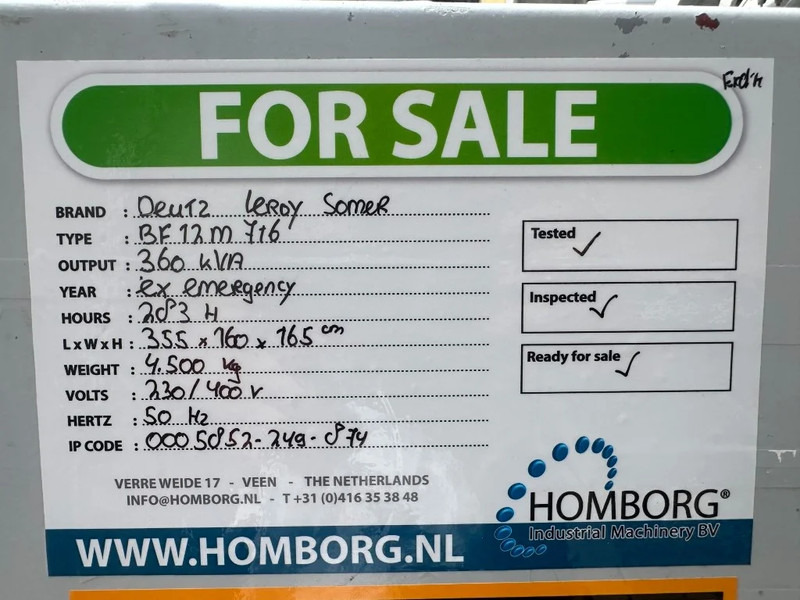 FOR SALE
BRAND : DEUTZ LEROY SOMER
TYPE : BF 12 M 716
OUTPUT : 360 KVA
YEAR : ex emergency
HOURS : 283 H
L x W x H : 355 x 160 x 165 cm
WEIGHT : 4.500 kg
VOLTS : 230/400 V
HERTZ : 50 Hz
IP CODE : 0005852-249-874
Tested ✓
Inspected ✓
Ready for sale ✓
VERRE WEIDE 17 - VEEN - THE NETHERLANDS
INFO@HOMBORG.NL - T +31 (0)416 35 38 48
HOMBORG®
Industrial Machinery BV
WWW.HOMBORG.NL